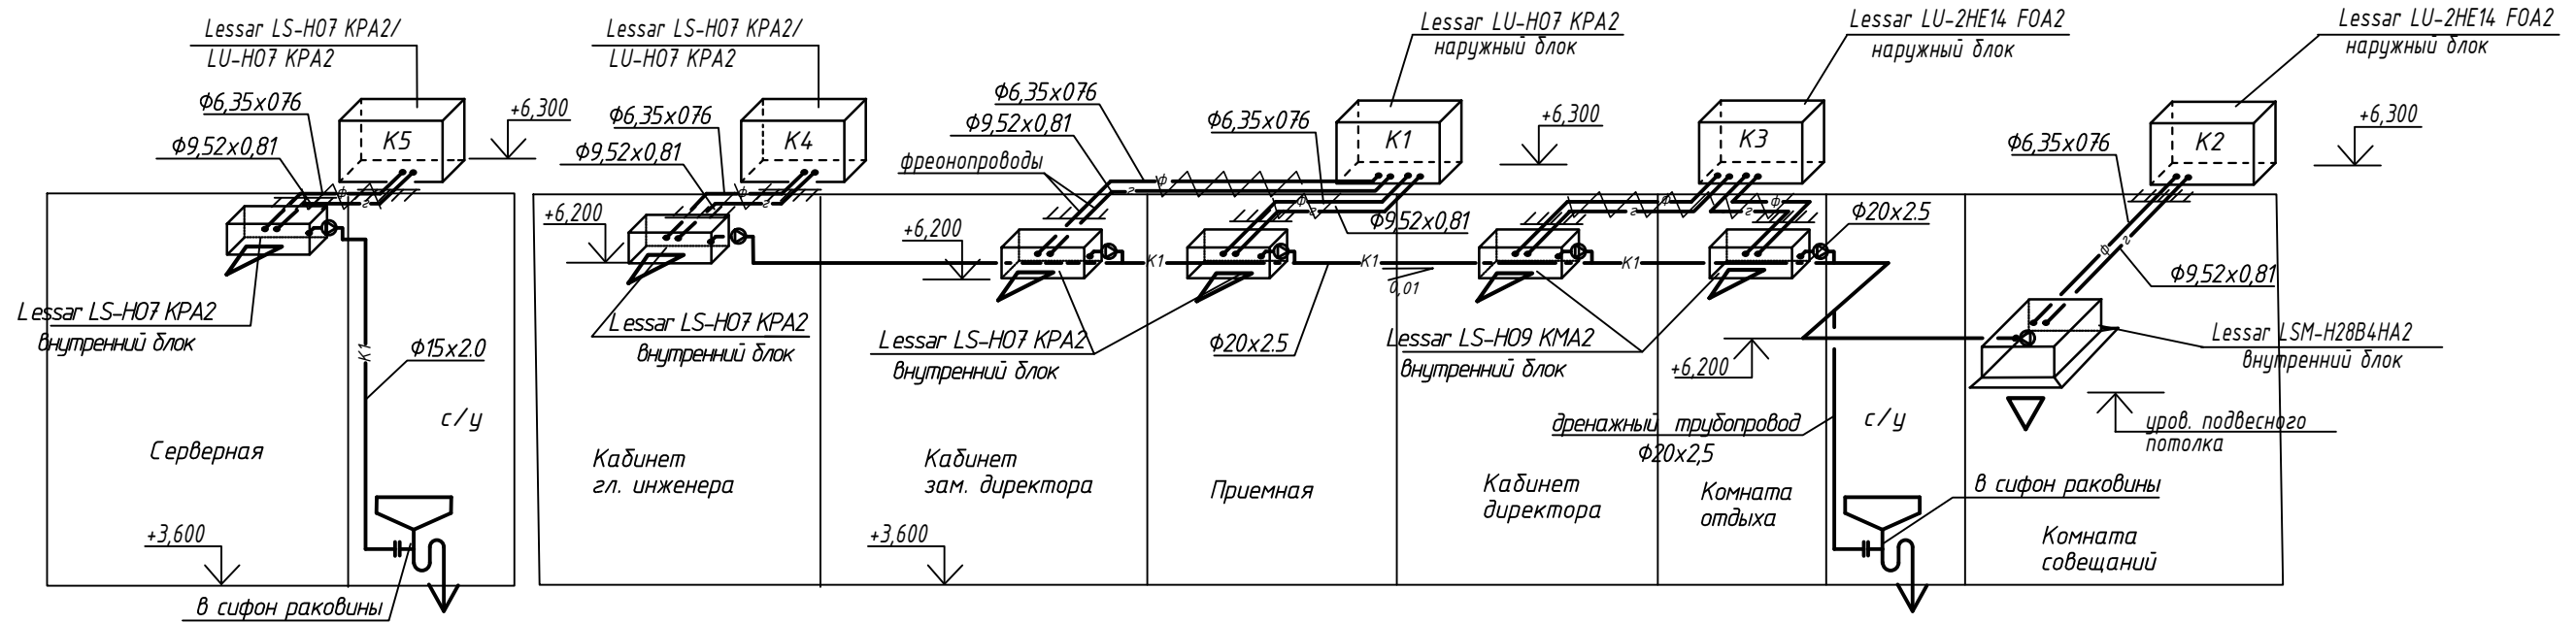 Lessar LS-H07 KPA2/
LU-H07 KPA2
Ф6,35х076
Ф9,52х0,81
K5
+6,300
ф
г
Lessar LS-H07 KPA2
внутренний блок
K1
Ф15х2.0
с/у
Серверная
+3,600
в сифон раковины
Lessar LS-H07 KPA2/
LU-H07 KPA2
Ф6,35х076
Ф9,52х0,81
K4
ф
г
+6,200
Lessar LS-H07 KPA2
внутренний блок
Кабинет
гл. инженера
Ф6,35х076
Ф9,52х0,81
фреонопроводы
ф
г
+6,200
K1
Lessar LS-H07 KPA2
внутренний блок
Кабинет
зам. директора
+3,600
Lessar LU-H07 KPA2
наружный блок
Ф6,35х076
K1
+6,300
ф
г
Ф9,52х0,81
K1
0,01
Ф20х2.5
Приемная
Lessar LU-2HE14 FOA2
наружный блок
K3
ф
г
ф
г
Ф20х2.5
K1
Lessar LS-H09 KMA2
внутренний блок
+6,200
дренажный трубопровод
Ф20х2,5
Кабинет
директора
Комната
отдыха
с/у
в сифон раковины
Lessar LU-2HE14 FOA2
наружный блок
K2
+6,300
Ф6,35х076
ф
г
Ф9,52х0,81
Lessar LSM-H28B4HA2
внутренний блок
уров. подвесного
потолка
Комната
совещаний